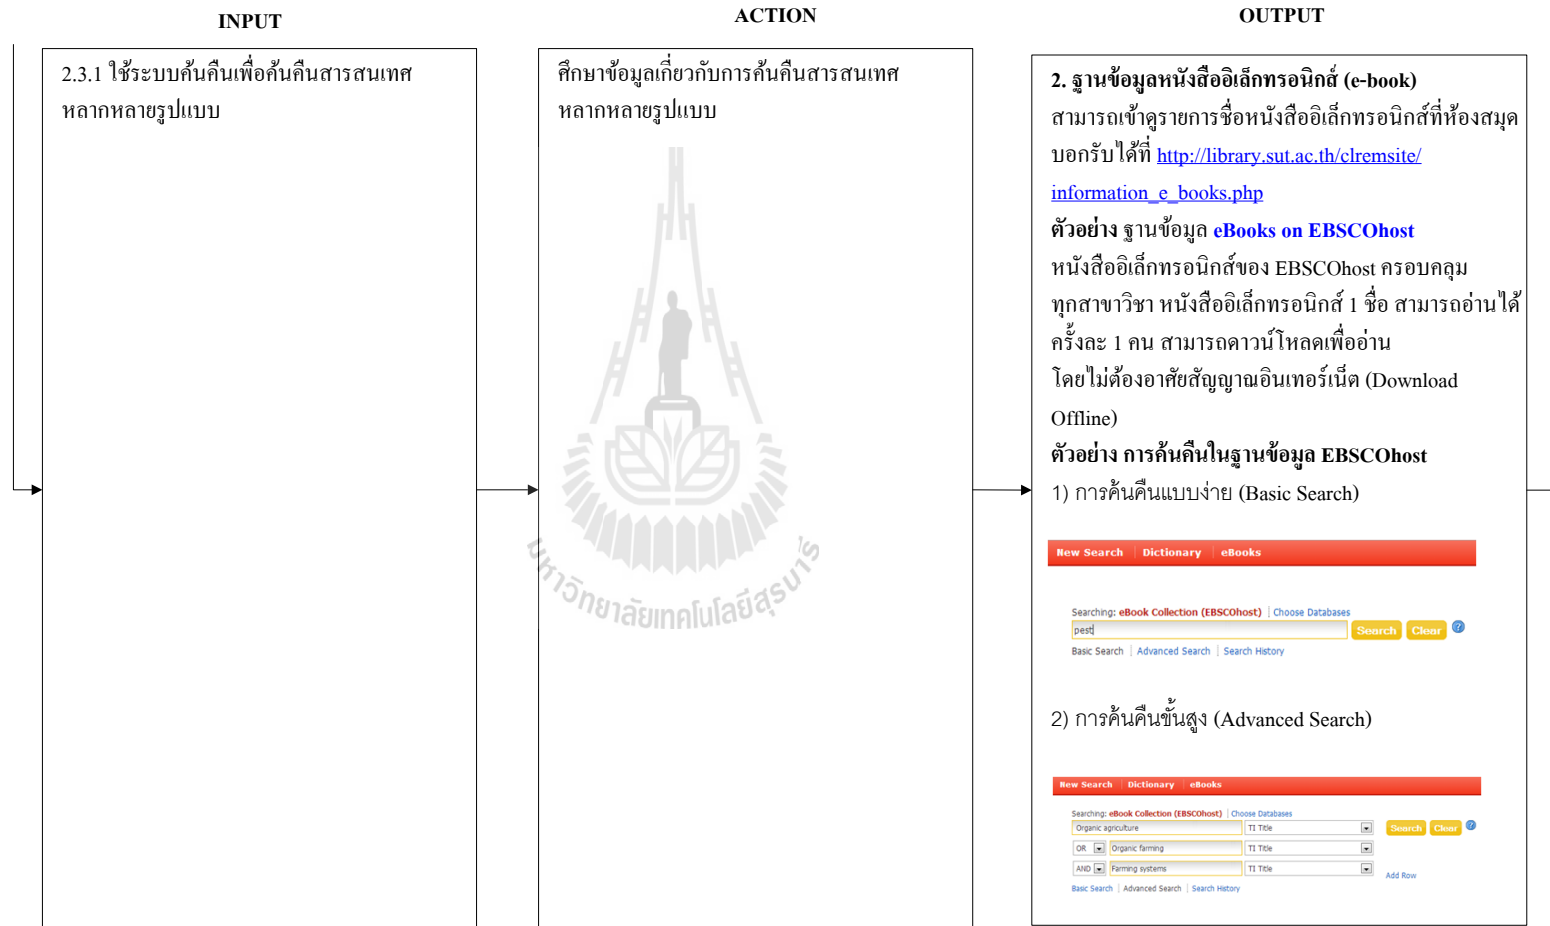 INPUT
ACTION
OUTPUT
2.3.1 ใช้ระบบค้นคืนเพื่อค้นคืนสารสนเทศ
หลากหลายรูปแบบ
ศึกษาข้อมูลเกี่ยวกับการค้นคืนสารสนเทศ
หลากหลายรูปแบบ
มหาวิทยาลัยเทคโนโลยีสุรนารี
2. ฐานข้อมูลหนังสืออิเล็กทรอนิกส์ (e-book)
สามารถเข้าดูรายการชื่อหนังสืออิเล็กทรอนิกส์ที่ห้องสมุด
บอกรับได้ที่ http://library.sut.ac.th/clremsite/
information_e_books.php
ตัวอย่าง ฐานข้อมูล eBooks on EBSCOhost
หนังสืออิเล็กทรอนิกส์ของ EBSCOhost ครอบคลุม
ทุกสาขาวิชา หนังสืออิเล็กทรอนิกส์ 1 ชื่อ สามารถอ่านได้
ครั้งละ 1 คน สามารถดาวน์โหลดเพื่ออ่าน
โดยไม่ต้องอาศัยสัญญาณอินเทอร์เน็ต (Download
Offline)
ตัวอย่าง การค้นคืนในฐานข้อมูล EBSCOhost
1) การค้นคืนแบบง่าย (Basic Search)
New Search Dictionary eBooks
Searching: eBook Collection (EBSCOhost) Choose Databases
pest Search Clear ?
Basic Search Advanced Search Search History
2) การค้นคืนขั้นสูง (Advanced Search)
New Search Dictionary eBooks
Searching: eBook Collection (EBSCOhost) Choose Databases
Organic agriculture TI Title Search Clear ?
OR Organic farming TI Title
AND Farming systems TI Title Add Row
Basic Search Advanced Search Search History